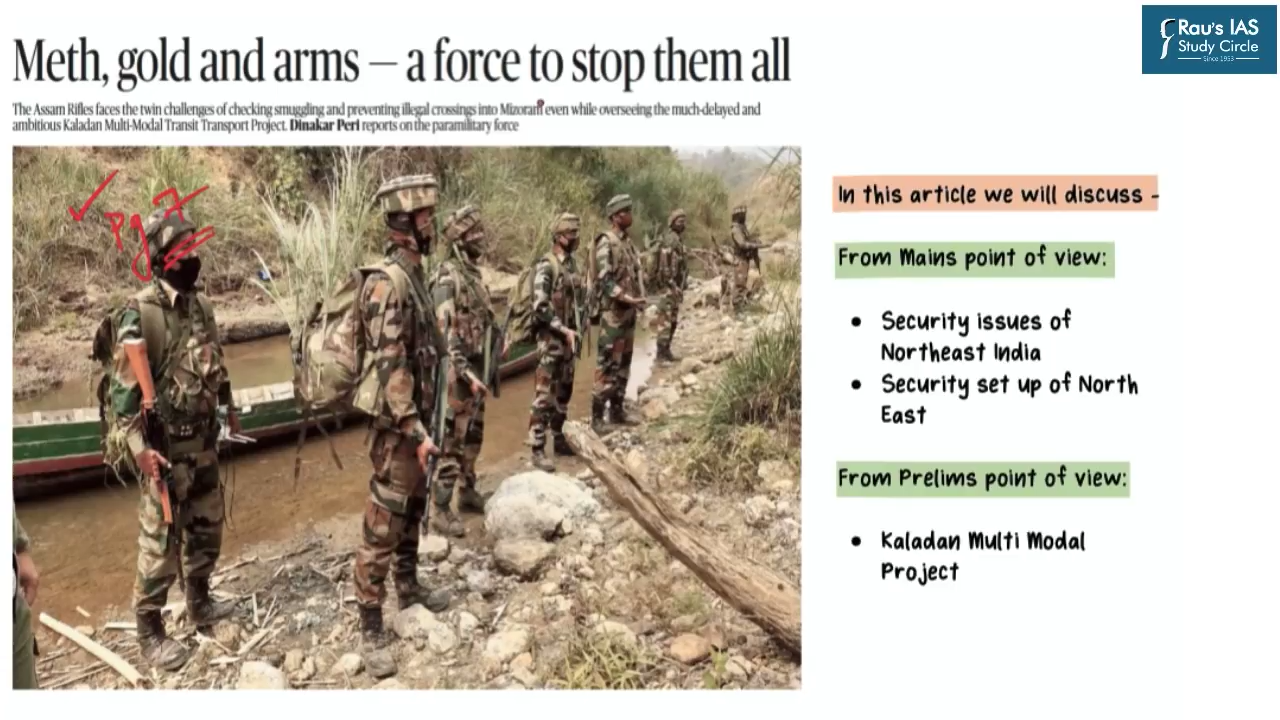 Rau's IAS
Study Circle
Since 1953
Meth, gold and arms — a force to stop them all
The Assam Rifles faces the twin challenges of checking smuggling and preventing illegal crossings into Mizoram even while overseeing the much-delayed and
ambitious Kaladan Multi-Modal Transit Transport Project. Dinakar Peri reports on the paramilitary force
pg 7
In this article we will discuss -
From Mains point of view:
• Security issues of
Northeast India
• Security set up of North
East
From Prelims point of view:
• Kaladan Multi Modal
Project